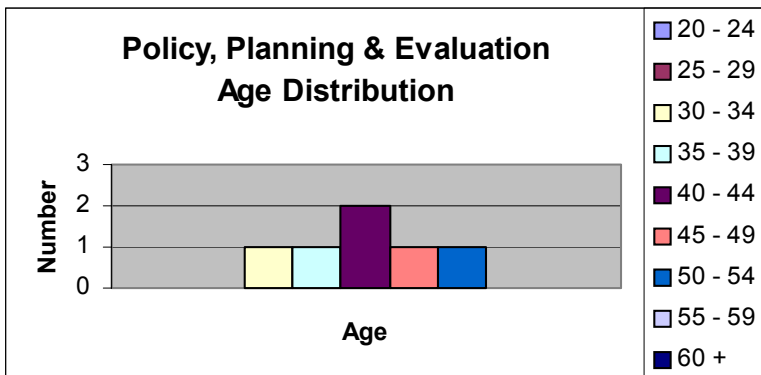 Policy, Planning & Evaluation
Age Distribution
Number
3
2
1
0
Age
20 - 24
25 - 29
30 - 34
35 - 39
40 - 44
45 - 49
50 - 54
55 - 59
60 +